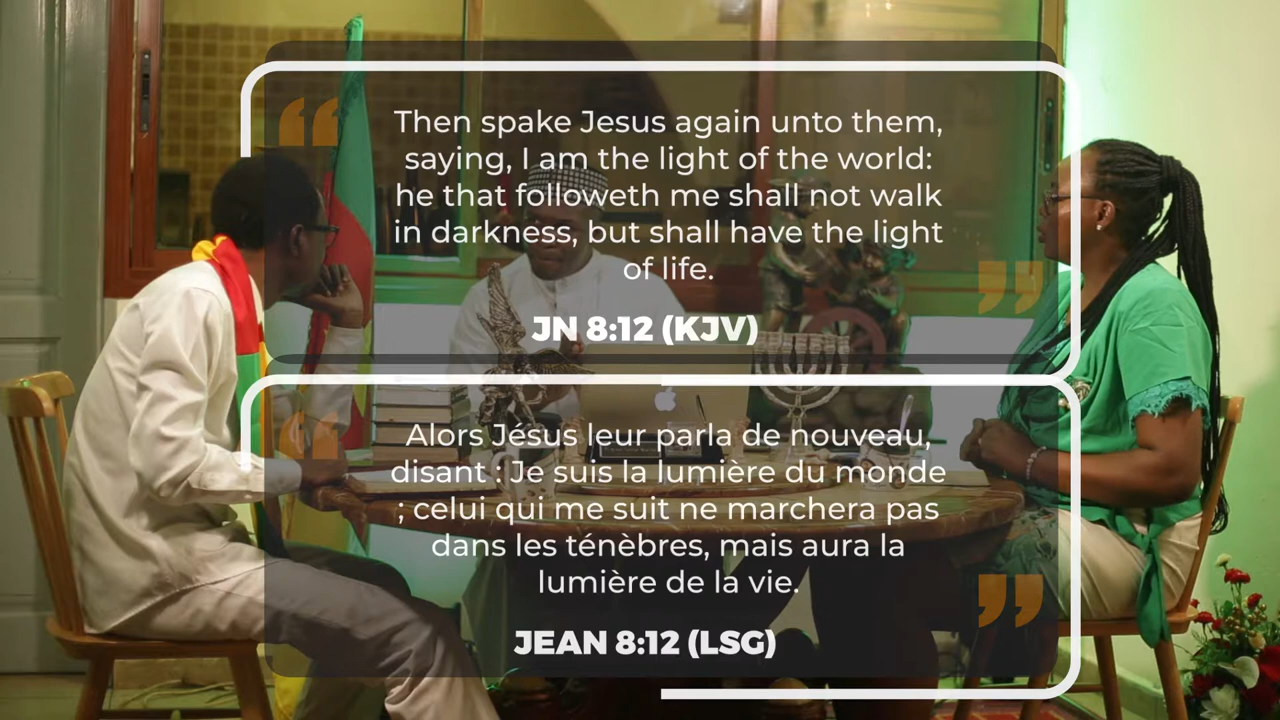 Then spake Jesus again unto them,
saying, I am the light of the world:
he that followeth me shall not walk
in darkness, but shall have the light
of life.
JN 8:12 (KJV)
Alors Jésus leur parla de nouveau,
disant : Je suis la lumière du monde
; celui qui me suit ne marchera pas
dans les ténèbres, mais aura la
lumière de la vie.
JEAN 8:12 (LSG)